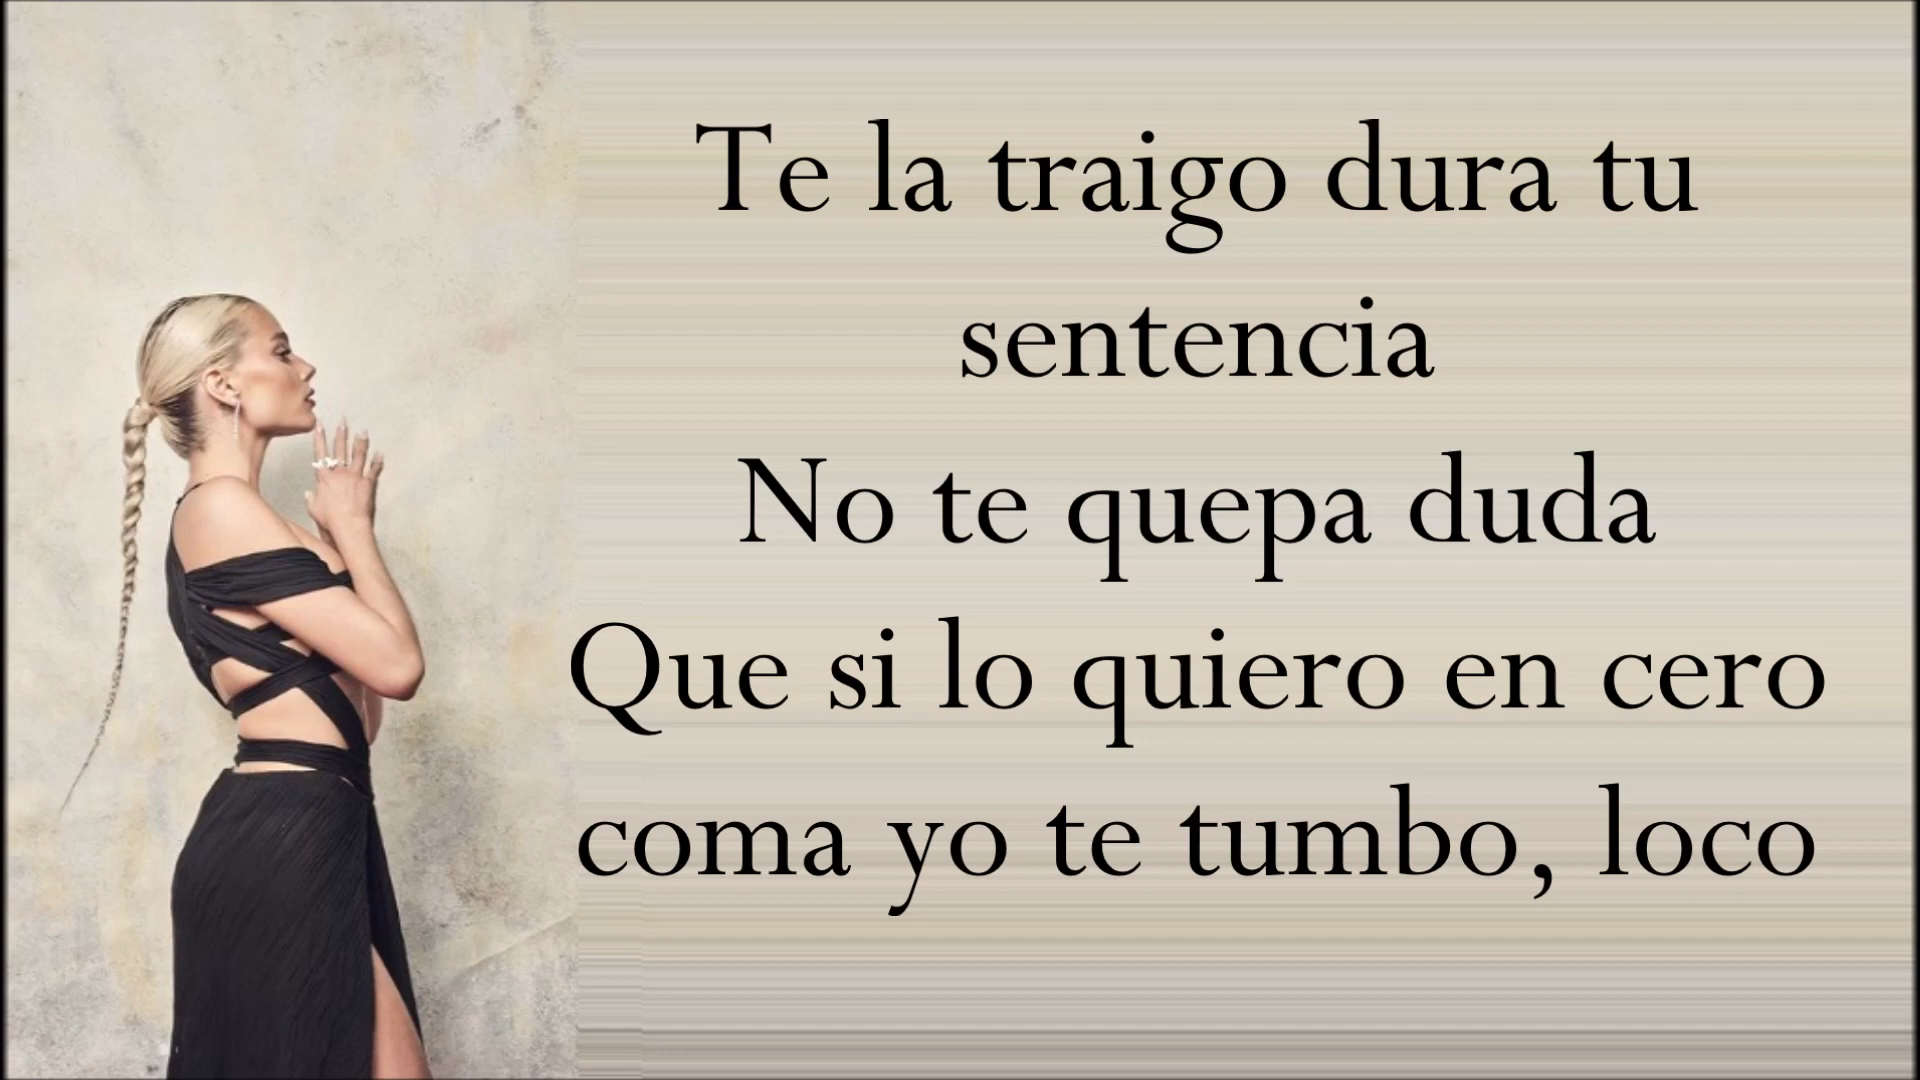 Te la traigo dura tu
sentencia
No te quepa duda
Que si lo quiero en cero
coma yo te tumbo, loco